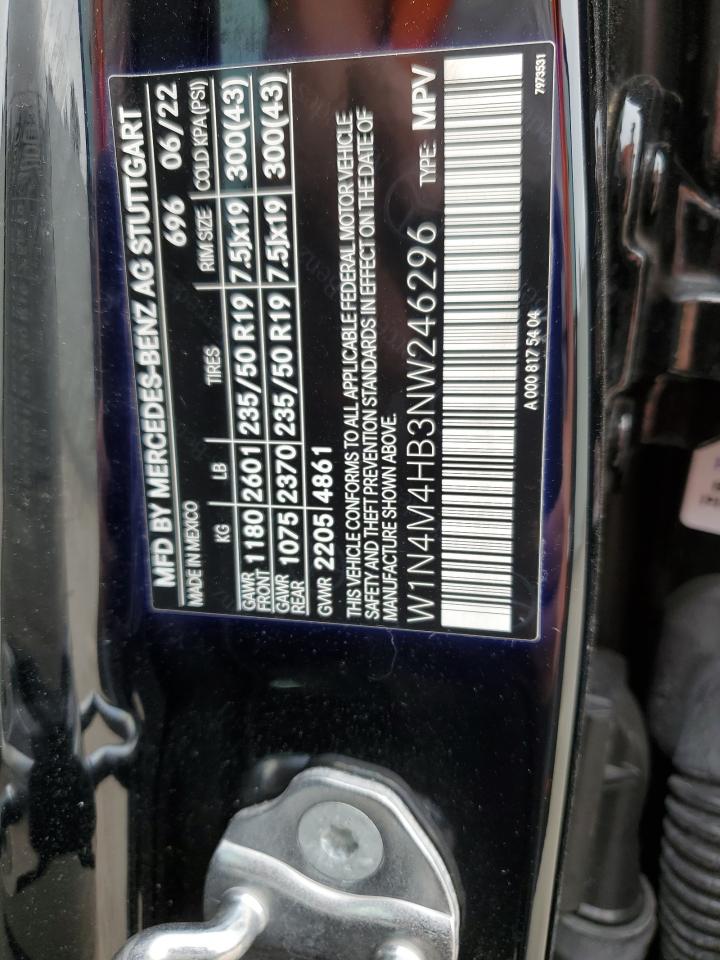 MFD BY MERCEDES-BENZ AG STUTTGART
MADE IN MEXICO 696 06/22
KG LB TIRES RIM SIZE COLD KPA(PSI)
GAWR FRONT 1180 2601 235/50 R19 7.5Jx19 300(43)
GAWR REAR 1075 2370 235/50 R19 7.5Jx19 300(43)
GVWR 2205 4861
THIS VEHICLE CONFORMS TO ALL APPLICABLE FEDERAL MOTOR VEHICLE
SAFETY AND THEFT PREVENTION STANDARDS IN EFFECT ON THE DATE OF
MANUFACTURE SHOWN ABOVE.
W1N4M4HB3NW246296 TYPE: MPV
A 000 817 54 04 7973531